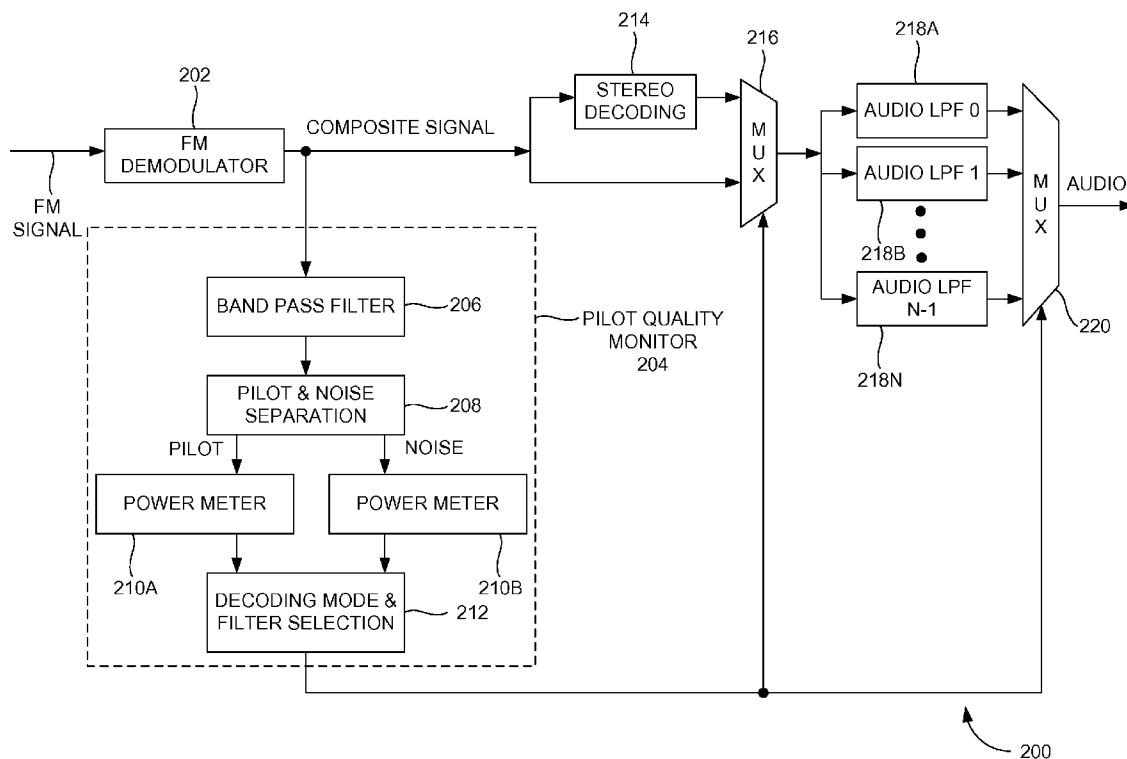 214
216
218A
202
STEREO
DECODING
AUDIO LPF 0
FM
DEMODULATOR
COMPOSITE SIGNAL
MUX
AUDIO LPF 1
MUX
AUDIO
FM
SIGNAL
218B
AUDIO LPF
N-1
220
218N
BAND PASS FILTER
206
PILOT QUALITY
MONITOR
204
PILOT & NOISE
SEPARATION
208
PILOT
NOISE
POWER METER
POWER METER
210A
210B
DECODING MODE &
FILTER SELECTION
212
200